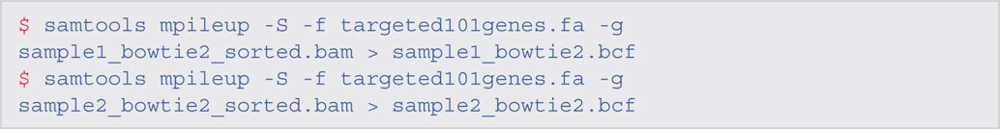 $ samtools mpileup -S -f targeted101genes.fa -g
sample1_bowtie2_sorted.bam > sample1_bowtie2.bcf
$ samtools mpileup -S -f targeted101genes.fa -g
sample2_bowtie2_sorted.bam > sample2_bowtie2.bcf